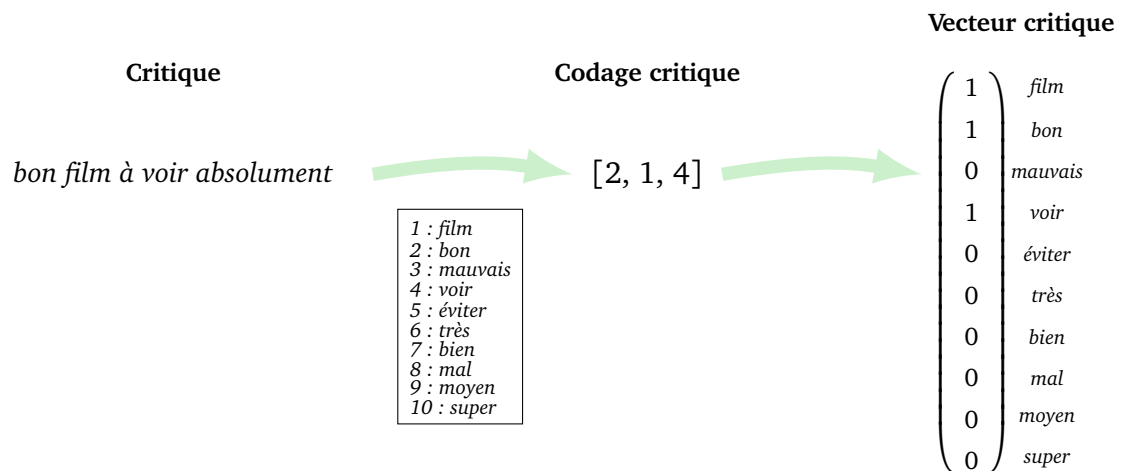 Critique
bon film à voir absolument
Codage critique
[2, 1, 4]
1 : film
2 : bon
3 : mauvais
4 : voir
5 : éviter
6 : très
7 : bien
8 : mal
9 : moyen
10 : super
Vecteur critique
1 film
1 bon
0 mauvais
1 voir
0 éviter
0 très
0 bien
0 mal
0 moyen
0 super